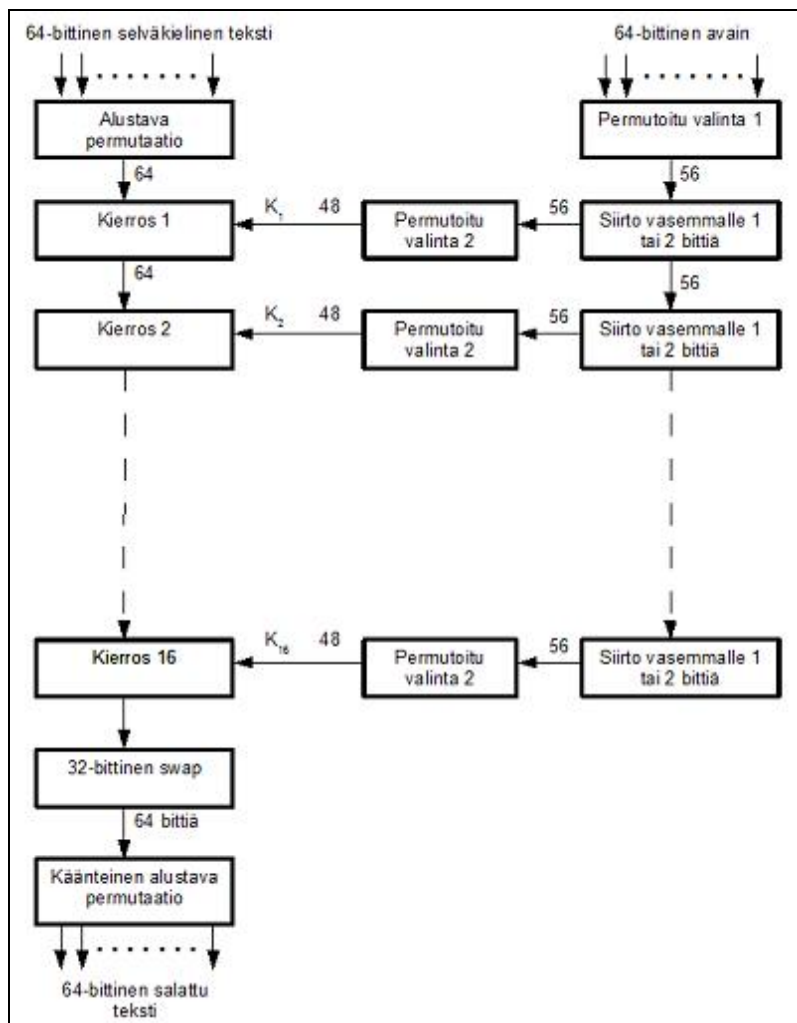 64-bittinen selväkielinen teksti
64-bittinen avain
Alustava
permutaatio
Permutoitu valinta 1
64
56
Kierros 1
K1
48
Permutoitu
valinta 2
56
Siirto vasemmalle 1
tai 2 bittiä
64
56
Kierros 2
K2
48
Permutoitu
valinta 2
56
Siirto vasemmalle 1
tai 2 bittiä
Kierros 16
K16
48
Permutoitu
valinta 2
56
Siirto vasemmalle 1
tai 2 bittiä
32-bittinen swap
64 bittiä
Käänteinen alustava
permutaatio
64-bittinen salattu
teksti